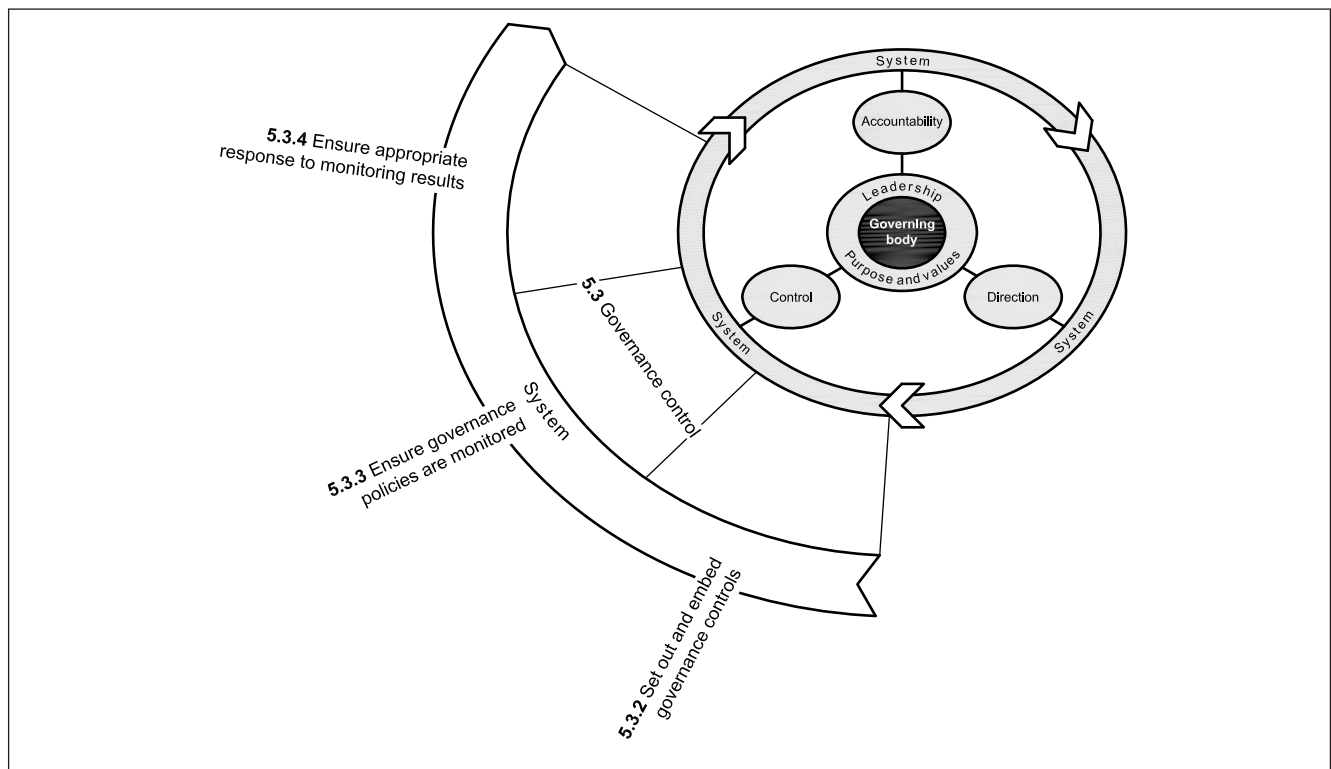 System
Accountability
Leadership
Governing
body
Purpose and values
Control
Direction
System
System
5.3.4 Ensure appropriate
response to monitoring results
5.3 Governance control
System
5.3.3 Ensure governance
policies are monitored
5.3.2 Set out and embed
governance controls